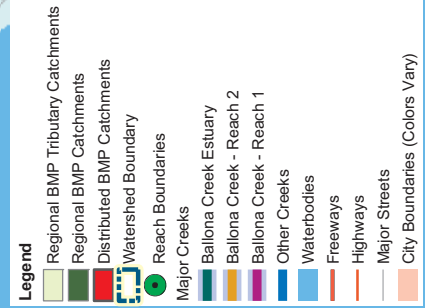 Legend
Regional BMP Tributary Catchments
Regional BMP Catchments
Distributed BMP Catchments
Watershed Boundary
Reach Boundaries
Major Creeks
Ballona Creek Estuary
Ballona Creek - Reach 2
Ballona Creek - Reach 1
Other Creeks
Waterbodies
Freeways
Highways
Major Streets
City Boundaries (Colors Vary)